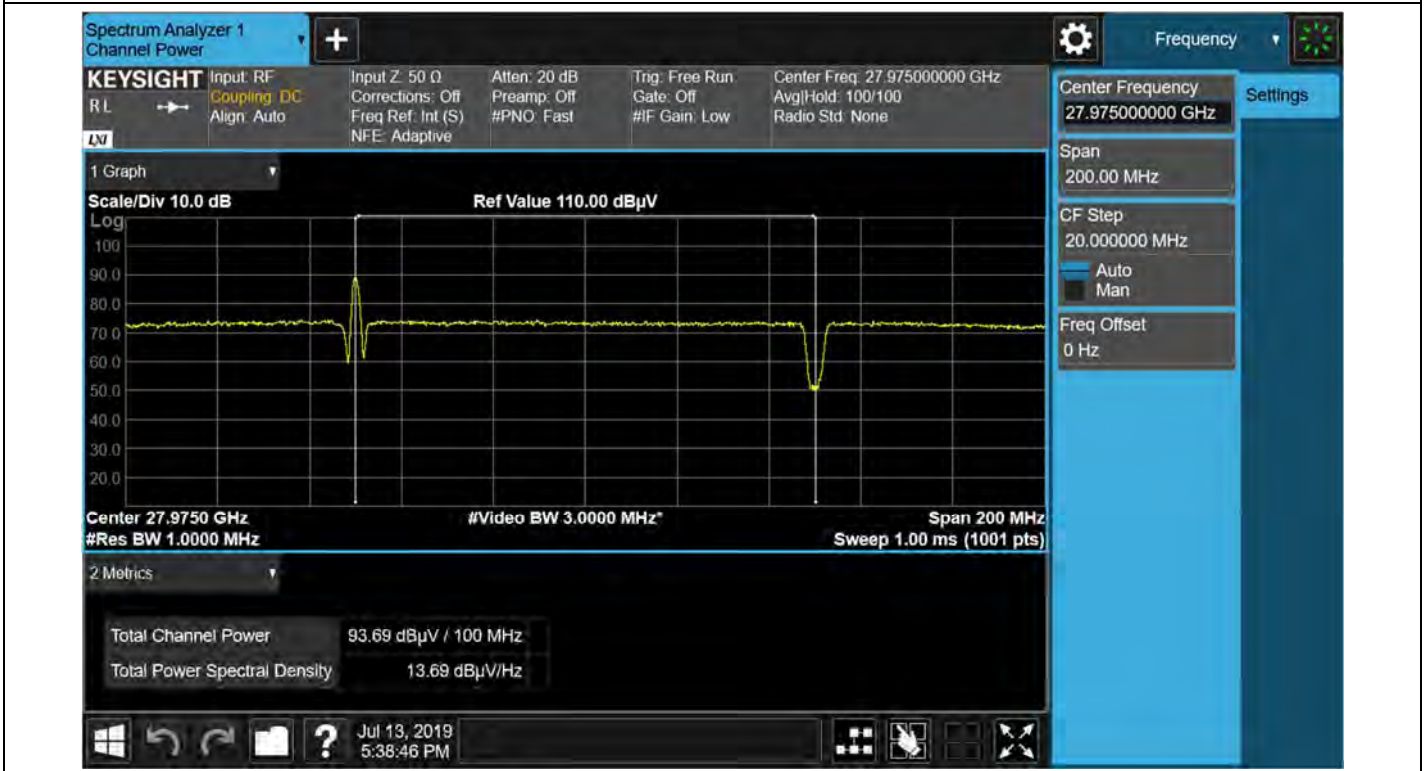 Spectrum Analyzer 1
Channel Power
+
Frequency
KEYSIGHT
RL
LXI
Input: RF
Coupling: DC
Align: Auto
Input Z: 50 Ω
Corrections: Off
Freq Ref: Int (S)
NFE: Adaptive
Atten: 20 dB
Preamp: Off
#PNO: Fast
Trig: Free Run
Gate: Off
#IF Gain: Low
Center Freq: 27.975000000 GHz
Avg|Hold: 100/100
Radio Std: None
Center Frequency
27.975000000 GHz
Settings
Span
200.00 MHz
CF Step
20.000000 MHz
Auto
Man
Freq Offset
0 Hz
1 Graph
Scale/Div 10.0 dB
Ref Value 110.00 dBµV
Log
100
90.0
80.0
70.0
60.0
50.0
40.0
30.0
20.0
Center 27.9750 GHz
#Video BW 3.0000 MHz*
Span 200 MHz
#Res BW 1.0000 MHz
Sweep 1.00 ms (1001 pts)
2 Metrics
Total Channel Power
93.69 dBµV / 100 MHz
Total Power Spectral Density
13.69 dBµV/Hz
?
Jul 13, 2019
5:38:46 PM